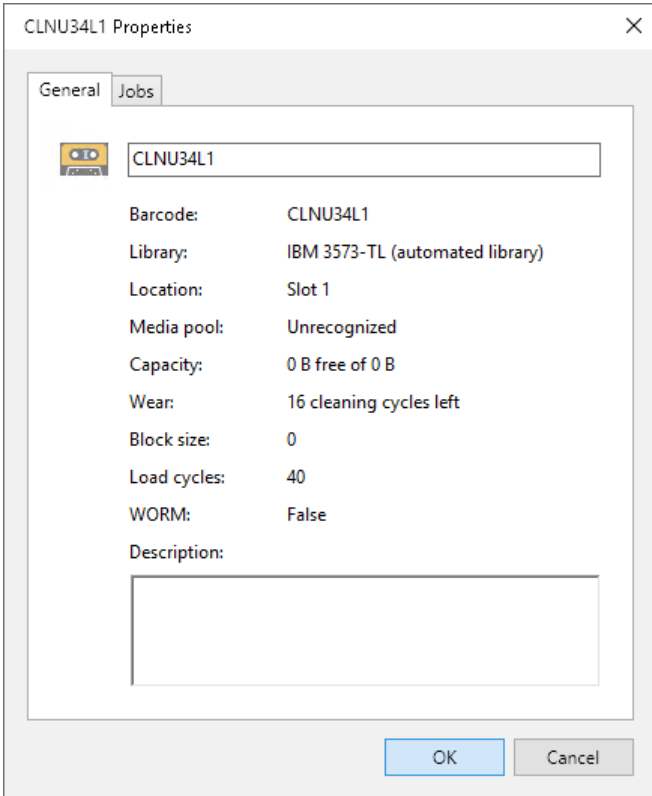 CLNU34L1 Properties
General Jobs
CLNU34L1
Barcode: CLNU34L1
Library: IBM 3573-TL (automated library)
Location: Slot 1
Media pool: Unrecognized
Capacity: 0 B free of 0 B
Wear: 16 cleaning cycles left
Block size: 0
Load cycles: 40
WORM: False
Description:
OK Cancel